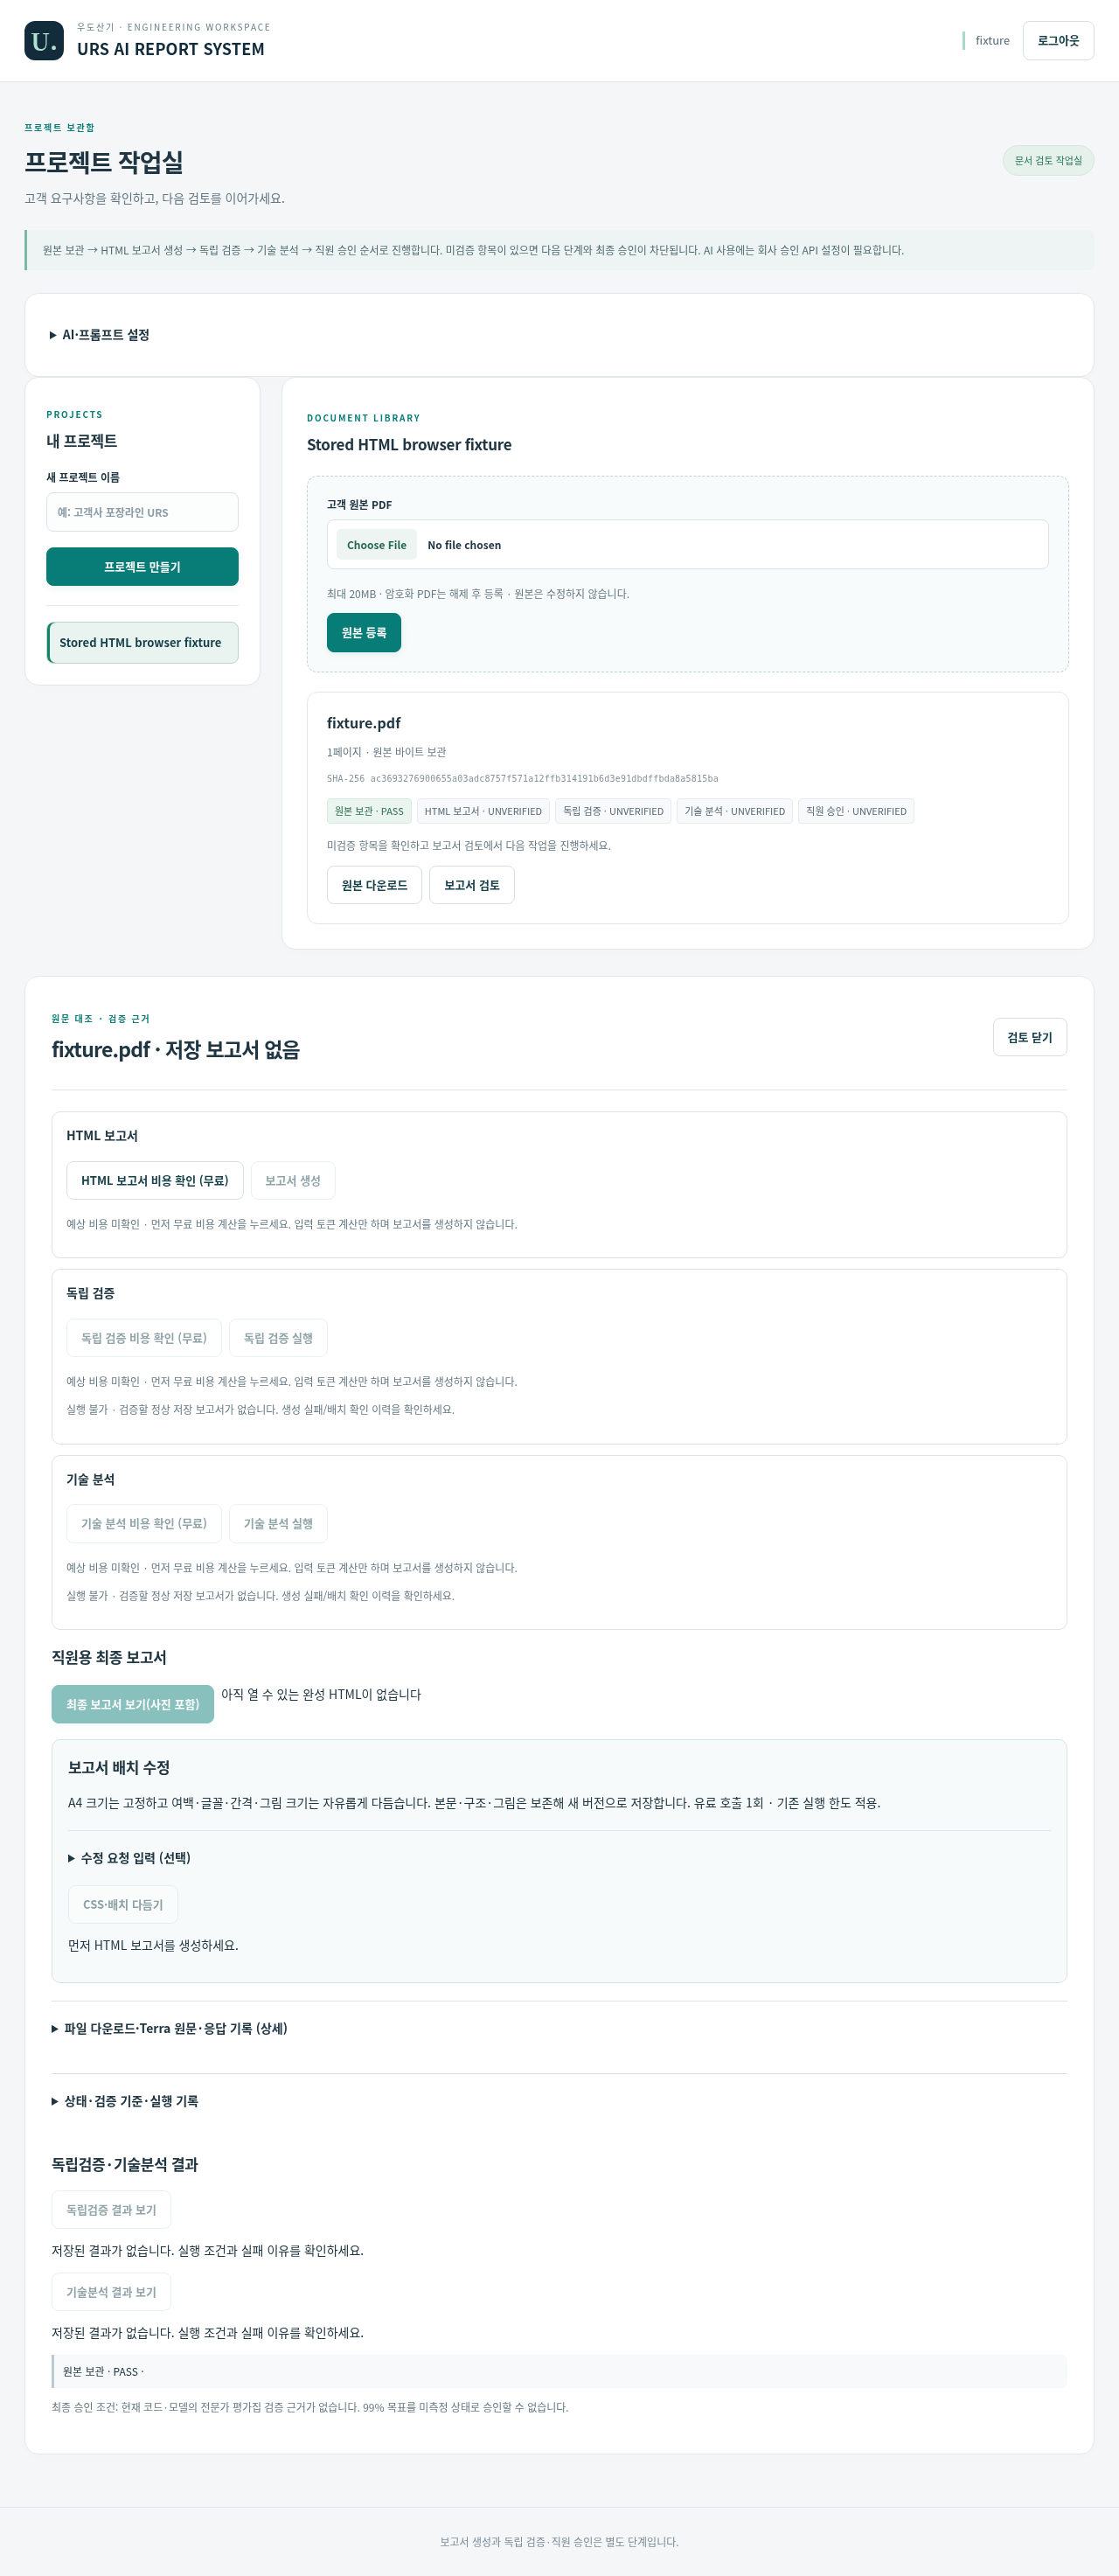 U.
우도산기 · ENGINEERING WORKSPACE
URS AI REPORT SYSTEM
fixture
로그아웃
프로젝트 보관함
프로젝트 작업실
고객 요구사항을 확인하고, 다음 검토를 이어가세요.
문서 검토 작업실
원본 보관 → HTML 보고서 생성 → 독립 검증 → 기술 분석 → 직원 승인 순서로 진행합니다. 미검증 항목이 있으면 다음 단계와 최종 승인이 차단됩니다. AI 사용에는 회사 승인 API 설정이 필요합니다.
▶ AI·프롬프트 설정
PROJECTS
내 프로젝트
새 프로젝트 이름
예: 고객사 포장라인 URS
프로젝트 만들기
Stored HTML browser fixture
DOCUMENT LIBRARY
Stored HTML browser fixture
고객 원본 PDF
Choose File No file chosen
최대 20MB · 암호화 PDF는 해제 후 등록 · 원본은 수정하지 않습니다.
원본 등록
fixture.pdf
1페이지 · 원본 바이트 보관
SHA-256 ac3693276900655a03adc8757f571a12ffb314191b6d3e91dbdffbda8a5815ba
원본 보관 · PASS HTML 보고서 · UNVERIFIED 독립 검증 · UNVERIFIED 기술 분석 · UNVERIFIED 직원 승인 · UNVERIFIED
미검증 항목을 확인하고 보고서 검토에서 다음 작업을 진행하세요.
원본 다운로드 보고서 검토
원문 대조 · 검증 근거
fixture.pdf · 저장 보고서 없음
검토 닫기
HTML 보고서
HTML 보고서 비용 확인 (무료) 보고서 생성
예상 비용 미확인 · 먼저 무료 비용 계산을 누르세요. 입력 토큰 계산만 하며 보고서를 생성하지 않습니다.
독립 검증
독립 검증 비용 확인 (무료) 독립 검증 실행
예상 비용 미확인 · 먼저 무료 비용 계산을 누르세요. 입력 토큰 계산만 하며 보고서를 생성하지 않습니다.
실행 불가 · 검증할 정상 저장 보고서가 없습니다. 생성 실패/배치 확인 이력을 확인하세요.
기술 분석
기술 분석 비용 확인 (무료) 기술 분석 실행
예상 비용 미확인 · 먼저 무료 비용 계산을 누르세요. 입력 토큰 계산만 하며 보고서를 생성하지 않습니다.
실행 불가 · 검증할 정상 저장 보고서가 없습니다. 생성 실패/배치 확인 이력을 확인하세요.
직원용 최종 보고서
최종 보고서 보기(사진 포함) 아직 열 수 있는 완성 HTML이 없습니다
보고서 배치 수정
A4 크기는 고정하고 여백·글꼴·간격·그림 크기는 자유롭게 다듬습니다. 본문·구조·그림은 보존해 새 버전으로 저장합니다. 유료 호출 1회 · 기존 실행 한도 적용.
▶ 수정 요청 입력 (선택)
CSS·배치 다듬기
먼저 HTML 보고서를 생성하세요.
▶ 파일 다운로드·Terra 원문·응답 기록 (상세)
▶ 상태·검증 기준·실행 기록
독립검증·기술분석 결과
독립검증 결과 보기
저장된 결과가 없습니다. 실행 조건과 실패 이유를 확인하세요.
기술분석 결과 보기
저장된 결과가 없습니다. 실행 조건과 실패 이유를 확인하세요.
원본 보관 · PASS ·
최종 승인 조건: 현재 코드·모델의 전문가 평가집 검증 근거가 없습니다. 99% 목표를 미측정 상태로 승인할 수 없습니다.
보고서 생성과 독립 검증·직원 승인은 별도 단계입니다.